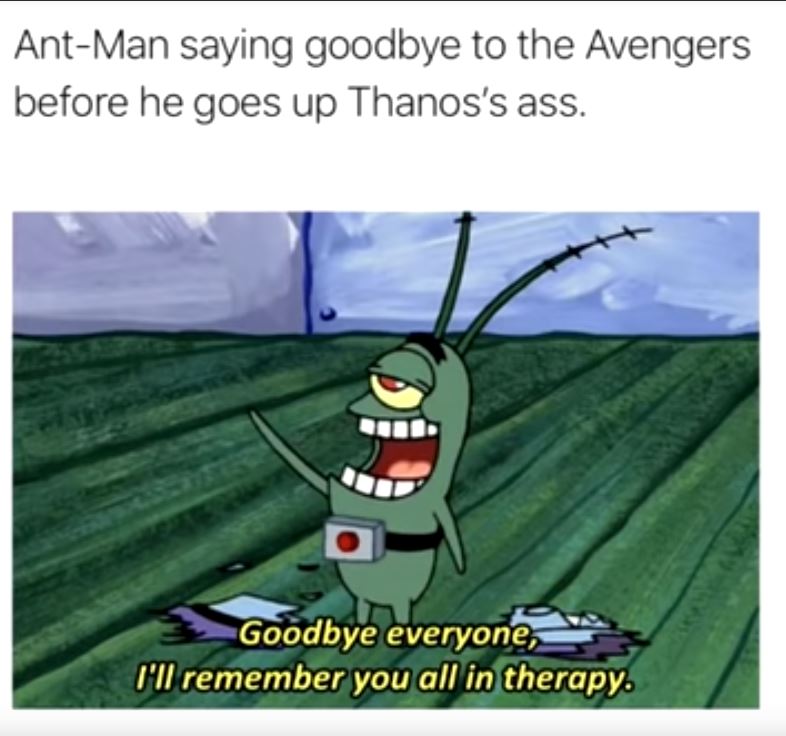 Ant-Man saying goodbye to the Avengers
before he goes up Thanos's ass.
Goodbye everyone,
I'll remember you all in therapy.